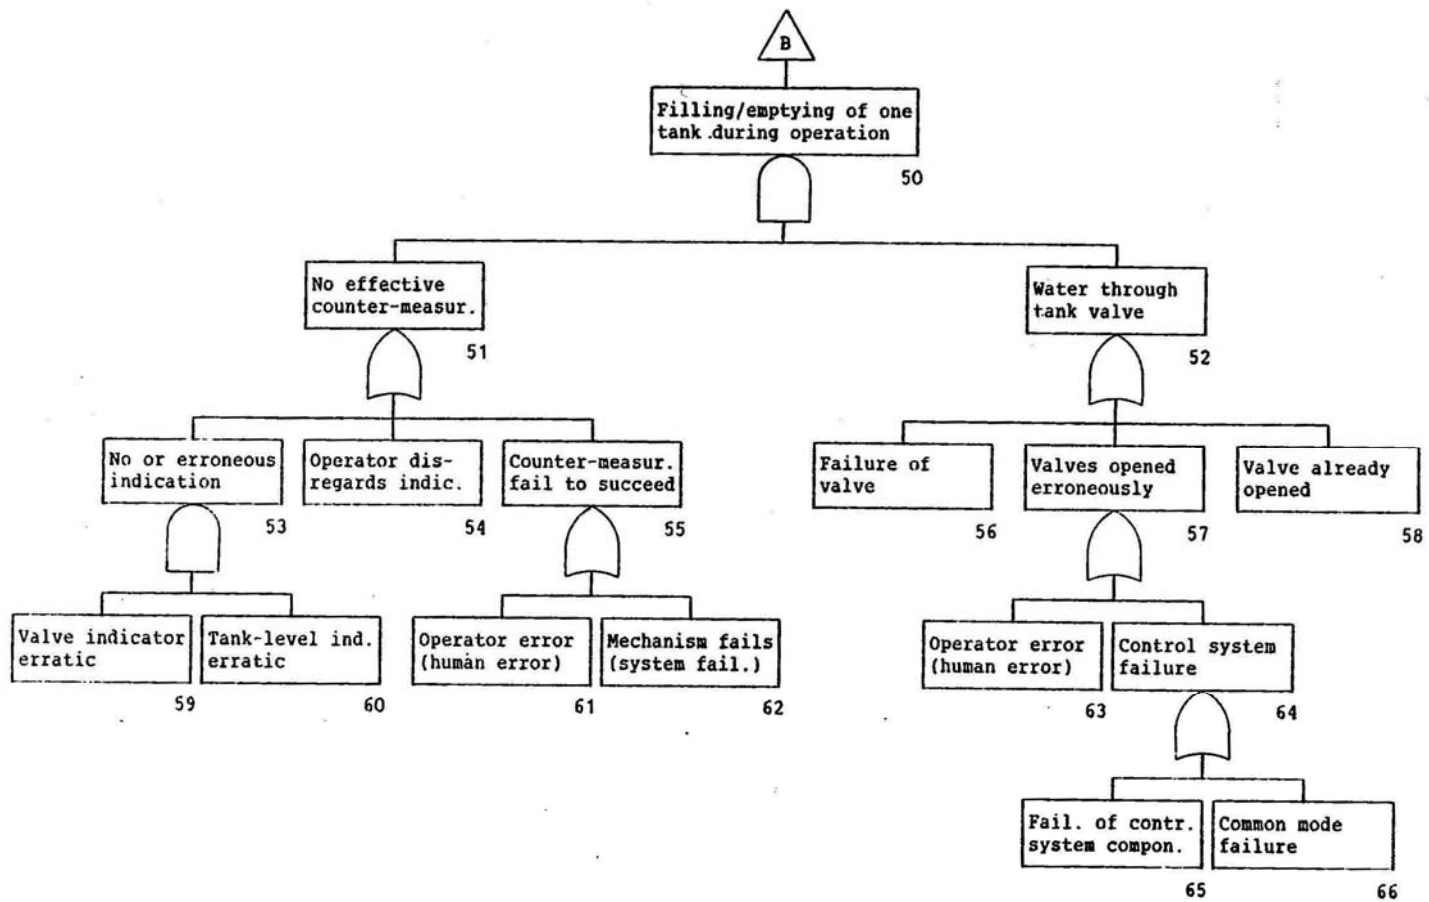 B
Filling/emptying of one
tank during operation
50
No effective
counter-measur.
51
Water through
tank valve
52
No or erroneous
indication
53
Operator dis-
regards indic.
54
Counter-measur.
fail to succeed
55
Failure of
valve
56
Valves opened
erroneously
57
Valve already
opened
58
Valve indicator
erratic
59
Tank-level ind.
erratic
60
Operator error
(human error)
61
Mechanism fails
(system fail.)
62
Operator error
(human error)
63
Control system
failure
64
Fail. of contr.
system compon.
65
Common mode
failure
66